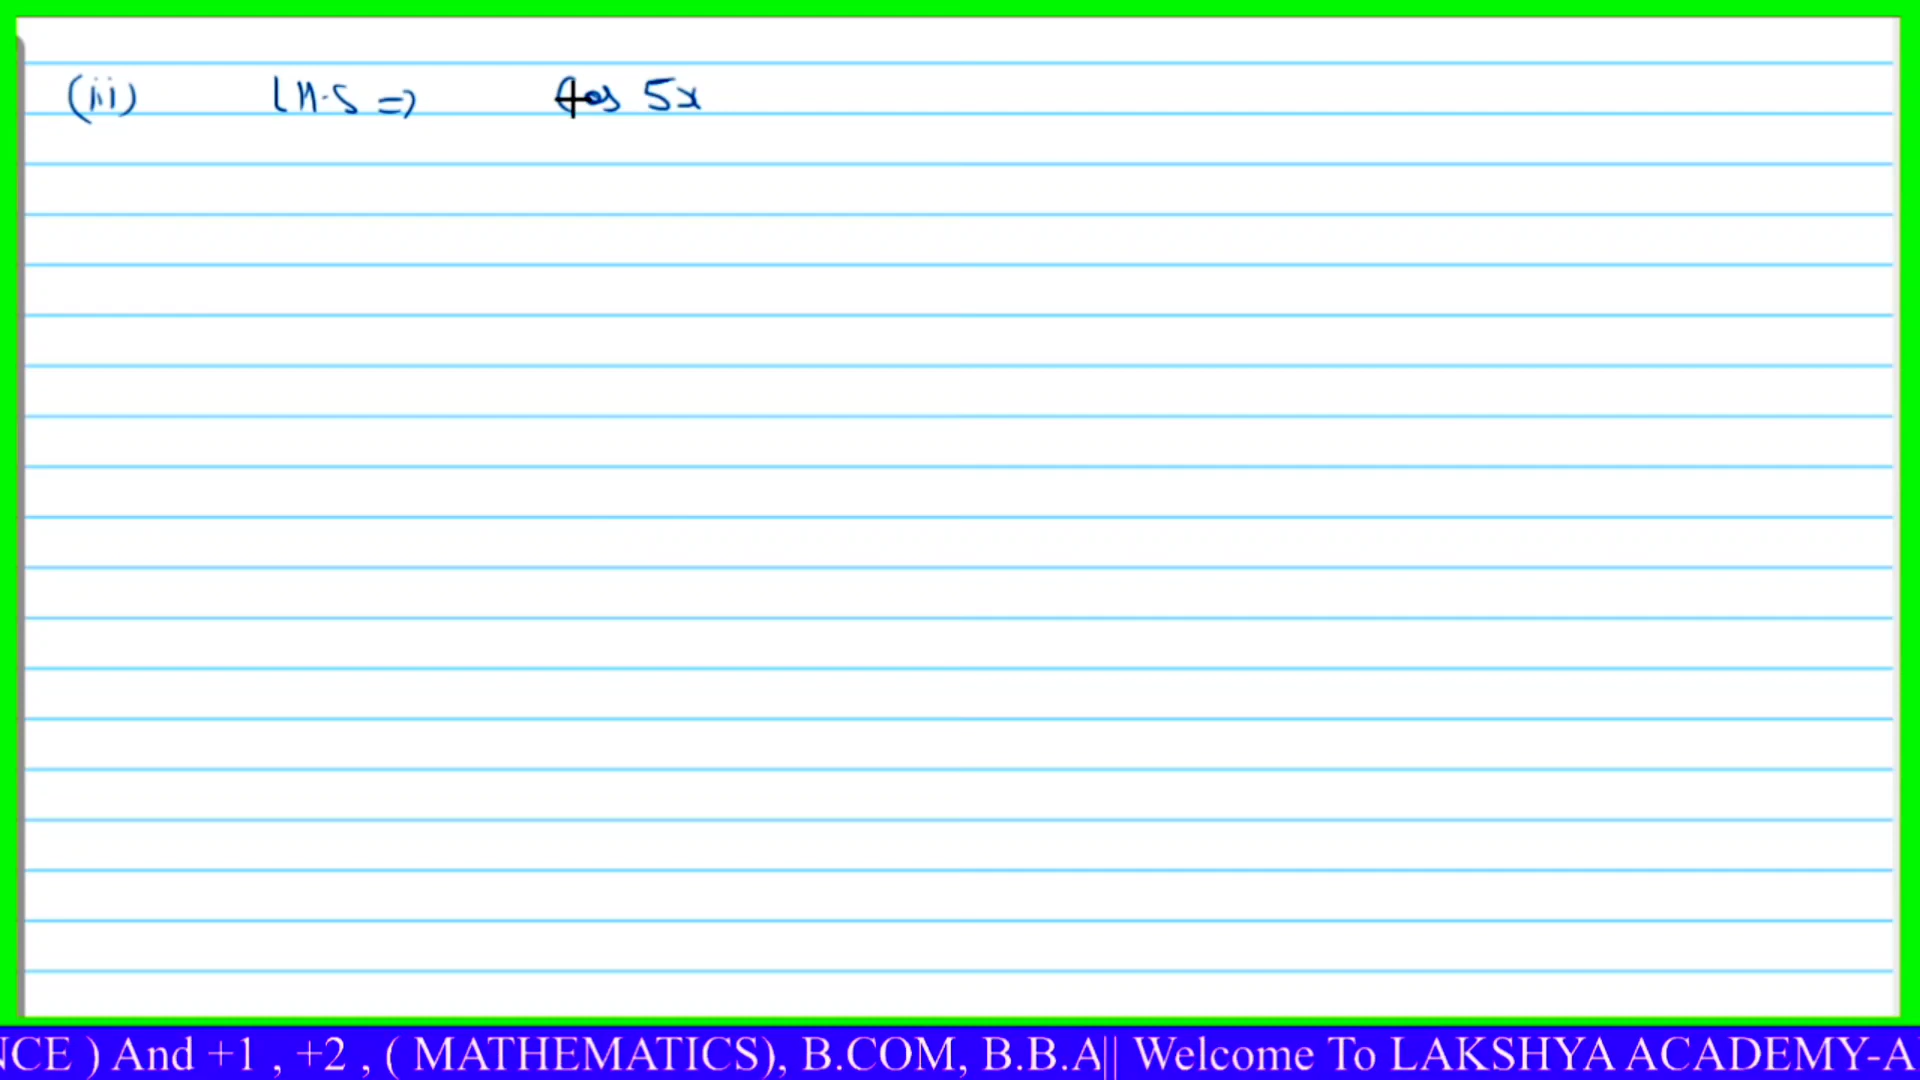 (iii) LH.S => Cos 5x
NCE ) And +1 , +2 , ( MATHEMATICS), B.COM, B.B.A|| Welcome To LAKSHYA ACADEMY-A